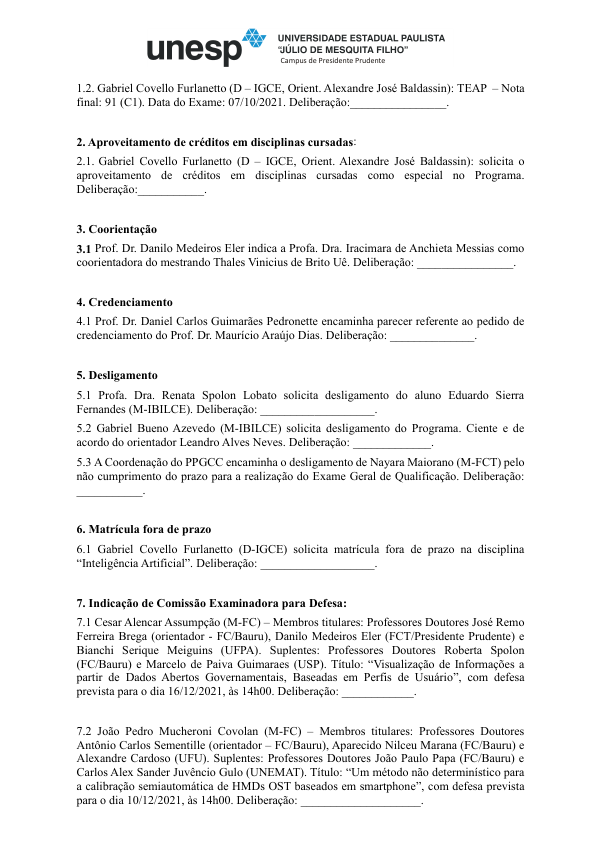 unesp
UNIVERSIDADE ESTADUAL PAULISTA
“JÚLIO DE MESQUITA FILHO”
Campus de Presidente Prudente
1.2. Gabriel Covello Furlanetto (D – IGCE, Orient. Alexandre José Baldassin): TEAP – Nota
final: 91 (C1). Data do Exame: 07/10/2021. Deliberação:________________.
2. Aproveitamento de créditos em disciplinas cursadas:
2.1. Gabriel Covello Furlanetto (D – IGCE, Orient. Alexandre José Baldassin): solicita o
aproveitamento de créditos em disciplinas cursadas como especial no Programa.
Deliberação:___________.
3. Coorientação
3.1 Prof. Dr. Danilo Medeiros Eler indica a Profa. Dra. Iracimara de Anchieta Messias como
coorientadora do mestrando Thales Vinicius de Brito Uê. Deliberação: ________________.
4. Credenciamento
4.1 Prof. Dr. Daniel Carlos Guimarães Pedronette encaminha parecer referente ao pedido de
credenciamento do Prof. Dr. Maurício Araújo Dias. Deliberação: ______________.
5. Desligamento
5.1 Profa. Dra. Renata Spolon Lobato solicita desligamento do aluno Eduardo Sierra
Fernandes (M-IBILCE). Deliberação: ___________________.
5.2 Gabriel Bueno Azevedo (M-IBILCE) solicita desligamento do Programa. Ciente e de
acordo do orientador Leandro Alves Neves. Deliberação: _____________.
5.3 A Coordenação do PPGCC encaminha o desligamento de Nayara Maiorano (M-FCT) pelo
não cumprimento do prazo para a realização do Exame Geral de Qualificação. Deliberação:
___________.
6. Matrícula fora de prazo
6.1 Gabriel Covello Furlanetto (D-IGCE) solicita matrícula fora de prazo na disciplina
“Inteligência Artificial”. Deliberação: ___________________.
7. Indicação de Comissão Examinadora para Defesa:
7.1 Cesar Alencar Assumpção (M-FC) – Membros titulares: Professores Doutores José Remo
Ferreira Brega (orientador - FC/Bauru), Danilo Medeiros Eler (FCT/Presidente Prudente) e
Bianchi Serique Meiguins (UFPA). Suplentes: Professores Doutores Roberta Spolon
(FC/Bauru) e Marcelo de Paiva Guimaraes (USP). Título: “Visualização de Informações a
partir de Dados Abertos Governamentais, Baseadas em Perfis de Usuário”, com defesa
prevista para o dia 16/12/2021, às 14h00. Deliberação: ____________.
7.2 João Pedro Mucheroni Covolan (M-FC) – Membros titulares: Professores Doutores
Antônio Carlos Sementille (orientador – FC/Bauru), Aparecido Nilceu Marana (FC/Bauru) e
Alexandre Cardoso (UFU). Suplentes: Professores Doutores João Paulo Papa (FC/Bauru) e
Carlos Alex Sander Juvêncio Gulo (UNEMAT). Título: “Um método não determinístico para
a calibração semiautomática de HMDs OST baseados em smartphone”, com defesa prevista
para o dia 10/12/2021, às 14h00. Deliberação: ____________________.